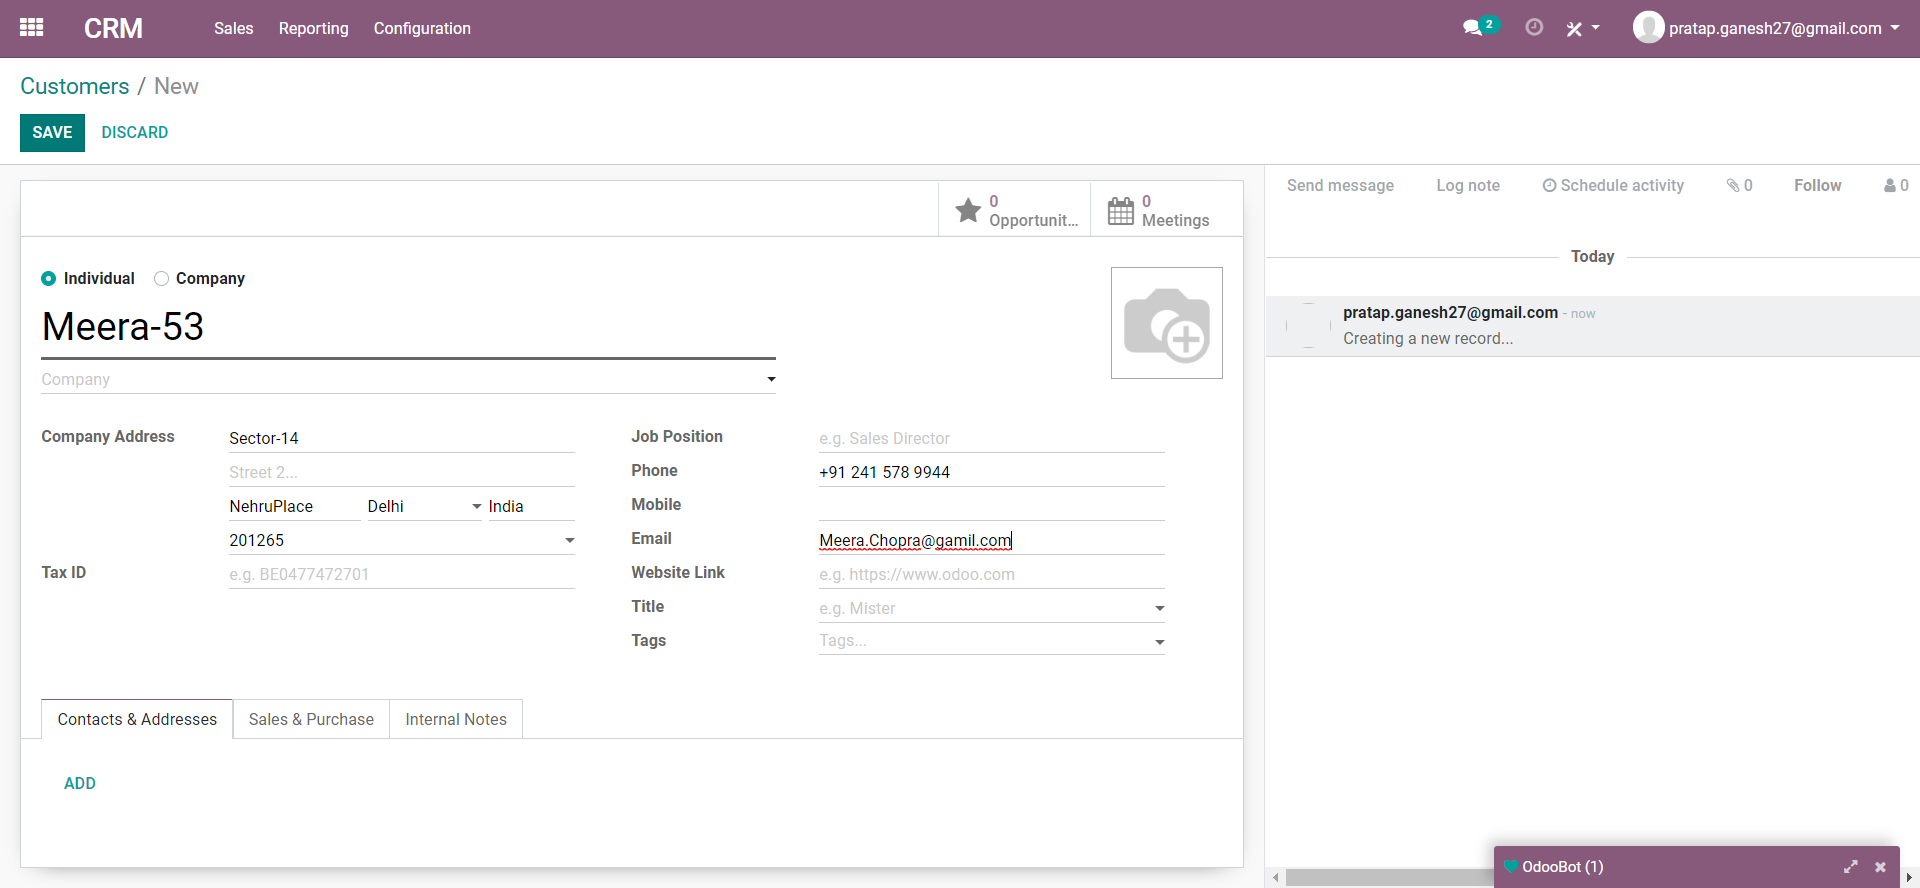 CRM Sales Reporting Configuration 2 pratap.ganesh27@gmail.com
Customers / New
SAVE DISCARD
Send message Log note Schedule activity 0 Follow 0
0 Opportunit...
0 Meetings
Today
Individual Company
Meera-53
pratap.ganesh27@gmail.com - now
Creating a new record...
Company
Company Address Sector-14
Street 2...
NehruPlace Delhi India
201265
Tax ID e.g. BE0477472701
Job Position e.g. Sales Director
Phone +91 241 578 9944
Mobile
Email Meera.Chopra@gamil.com
Website Link e.g. https://www.odoo.com
Title e.g. Mister
Tags Tags...
Contacts & Addresses Sales & Purchase Internal Notes
ADD
OdooBot (1)